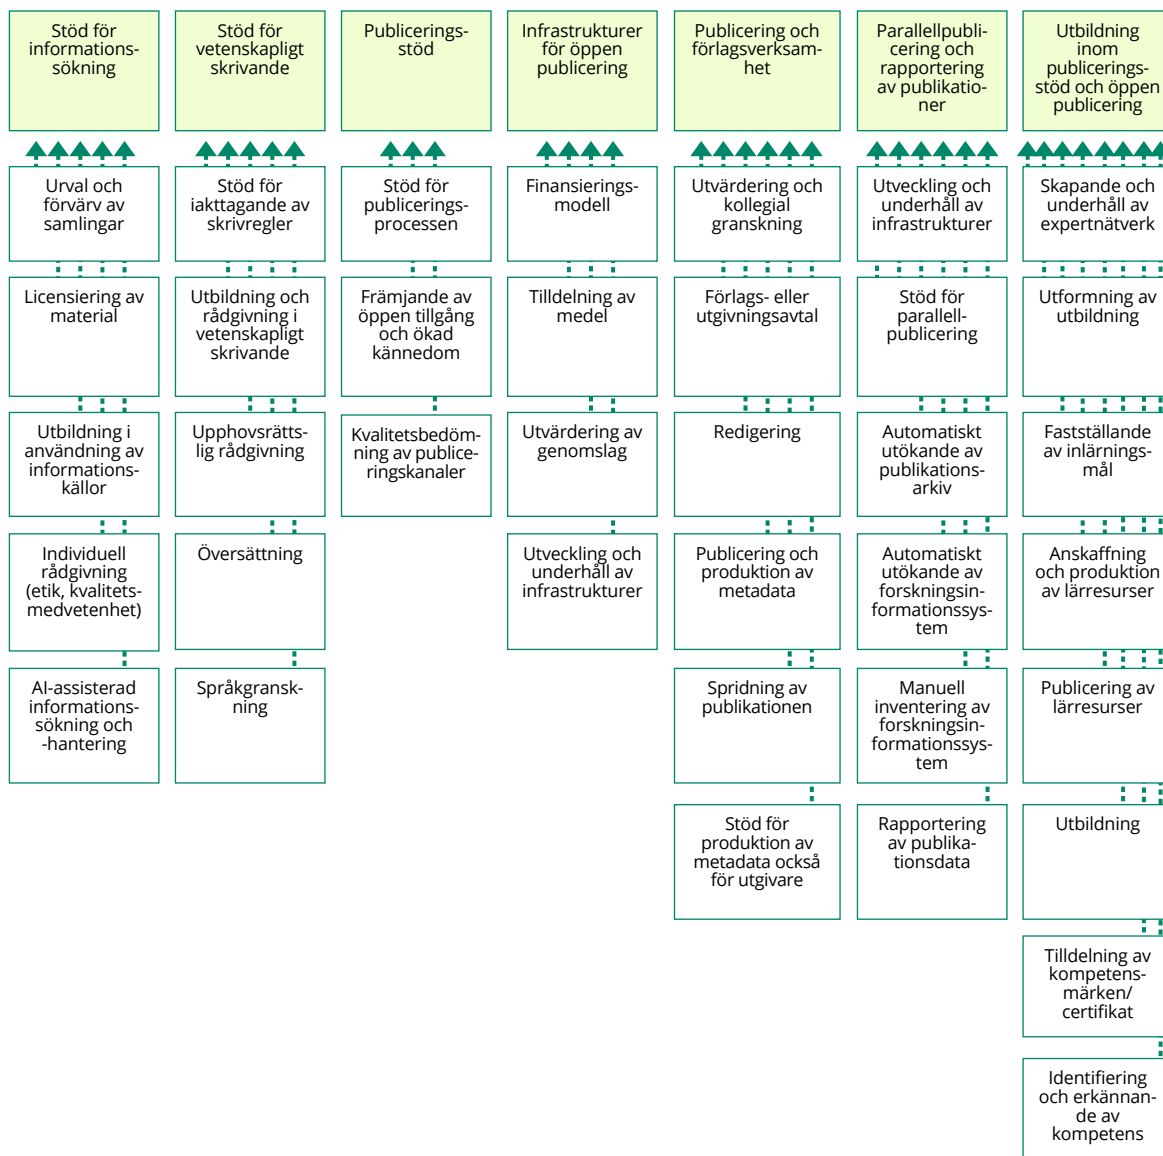 Stöd för
informations-
sökning
Stöd för
vetenskapligt
skrivande
Publicerings-
stöd
Infrastrukturer
för öppen
publicering
Publicering och
förlagsverksam-
het
Parallellpubli-
cering och
rapportering
av publikatio-
ner
Utbildning
inom
publicerings-
stöd och öppen
publicering
Urval och
förvärv av
samlingar
Stöd för
iakttagande av
skrivregler
Stöd för
publicerings-
processen
Finansierings-
modell
Utvärdering och
kollegial
granskning
Utveckling och
underhåll av
infrastrukturer
Skapande och
underhåll av
expertnätverk
Licensiering av
material
Utbildning och
rådgivning i
vetenskapligt
skrivande
Främjande av
öppen tillgång
och ökad
kännedom
Tilldelning av
medel
Förlags- eller
utgivningsavtal
Stöd för
parallell-
publicering
Utformning av
utbildning
Utbildning i
användning av
informations-
källor
Upphovsrätts-
lig rådgivning
Kvalitetsbedöm-
ning av publice-
ringskanaler
Utvärdering av
genomslag
Redigering
Automatiskt
utökande av
publikations-
arkiv
Fastställande
av inlärnings-
mål
Individuell
rådgivning
(etik, kvalitets-
medvetenhet)
Översättning
Utveckling och
underhåll av
infrastrukturer
Publicering och
produktion av
metadata
Automatiskt
utökande av
forskningsin-
formationssys-
tem
Anskaffning
och produktion
av lärresurser
AI-assisterad
informations-
sökning och
-hantering
Språkgransk-
ning
Spridning av
publikationen
Manuell
inventering av
forskningsin-
formationssys-
tem
Publicering av
lärresurser
Stöd för
produktion av
metadata också
för utgivare
Rapportering
av publika-
tionsdata
Utbildning
Tilldelning av
kompetens-
märken/
certifikat
Identifiering
och erkännan-
de av
kompetens